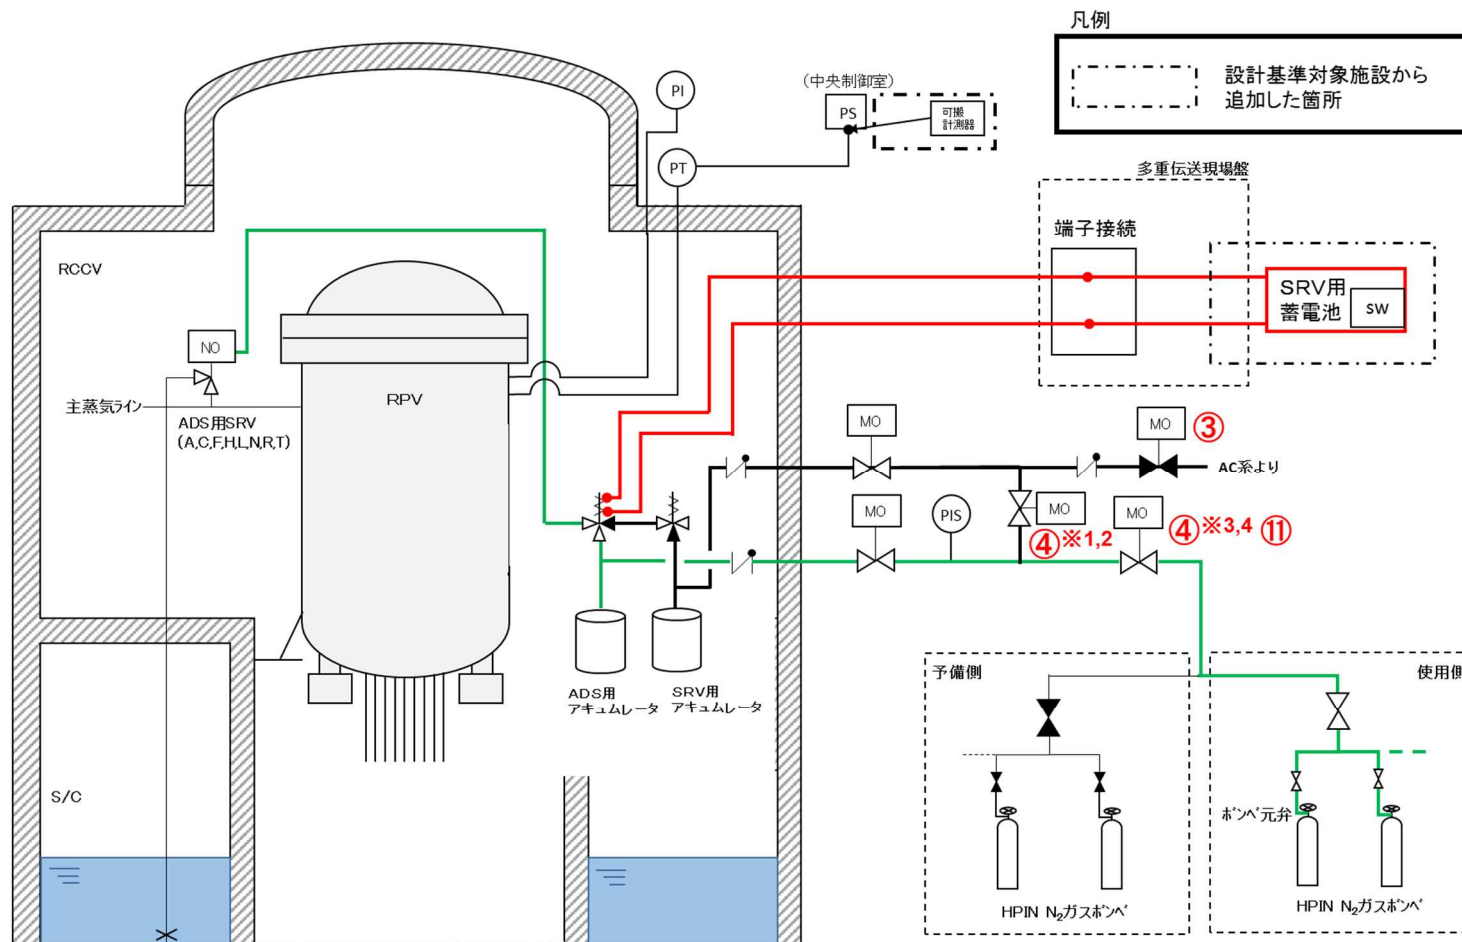 凡例
設計基準対象施設から
追加した箇所
(中央制御室)
PI
PS
可搬
計測器
PT
多重伝送現場盤
端子接続
SRV用
蓄電池
SW
RCCV
NO
主蒸気ライン
ADS用SRV
(A,C,F,H,L,N,R,T)
RPV
MO
MO
③
AC系より
MO
PIS
MO
④※1,2
MO
④※3,4 ⑪
ADS用
アキュムレータ
SRV用
アキュムレータ
予備側
使用側
S/C
ボンベ元弁
HPIN N₂ガスボンベ
HPIN N₂ガスボンベ